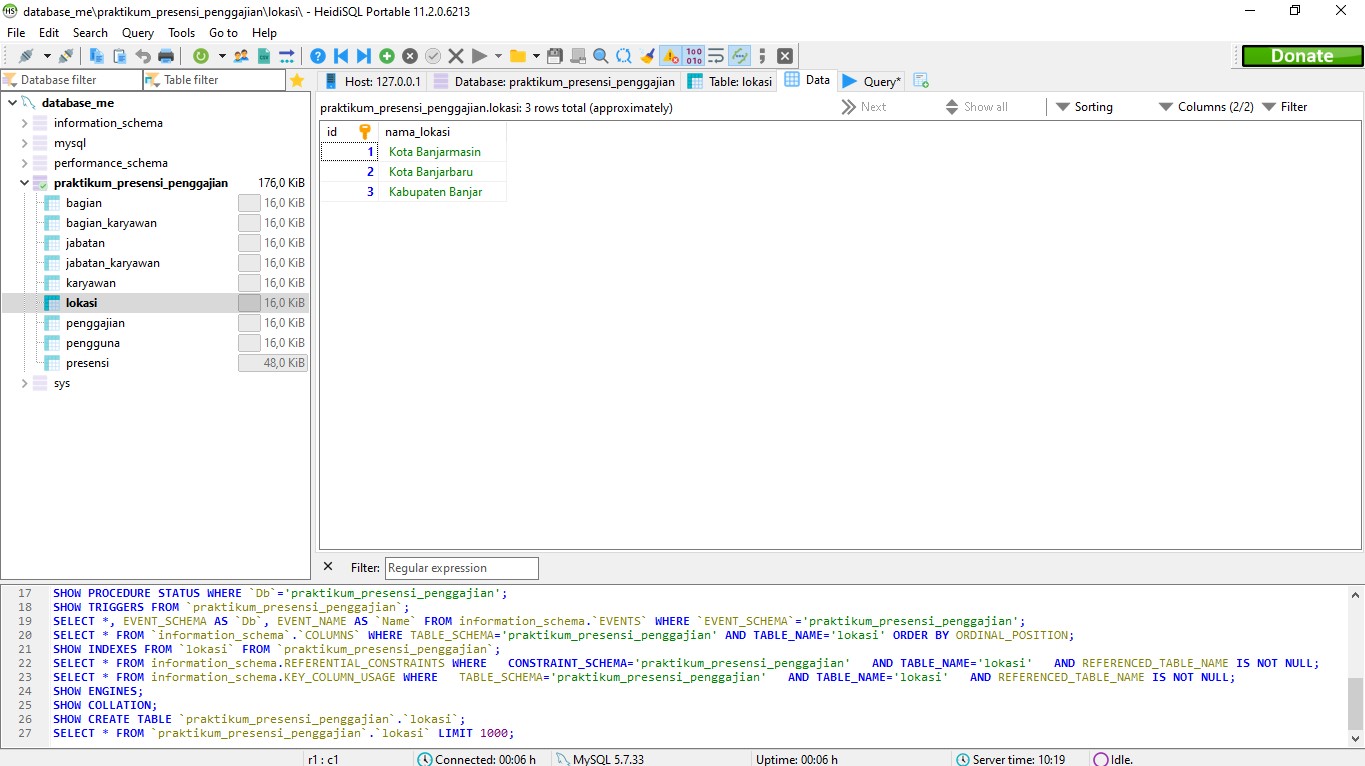 database_me\praktikum_presensi_penggajian\lokasi\ - HeidiSQL Portable 11.2.0.6213
File Edit Search Query Tools Go to Help
Donate
Database filter Table filter
Host: 127.0.0.1 Database: praktikum_presensi_penggajian Table: lokasi Data Query*
database_me
information_schema
mysql
performance_schema
praktikum_presensi_penggajian 176,0 KiB
bagian 16,0 KiB
bagian_karyawan 16,0 KiB
jabatan 16,0 KiB
jabatan_karyawan 16,0 KiB
karyawan 16,0 KiB
lokasi 16,0 KiB
penggajian 16,0 KiB
pengguna 16,0 KiB
presensi 48,0 KiB
sys
praktikum_presensi_penggajian.lokasi: 3 rows total (approximately) Next Show all Sorting Columns (2/2) Filter
id nama_lokasi
1 Kota Banjarmasin
2 Kota Banjarbaru
3 Kabupaten Banjar
Filter: Regular expression
17 SHOW PROCEDURE STATUS WHERE `Db`='praktikum_presensi_penggajian';
18 SHOW TRIGGERS FROM `praktikum_presensi_penggajian`;
19 SELECT *, EVENT_SCHEMA AS `Db`, EVENT_NAME AS `Name` FROM information_schema.`EVENTS` WHERE `EVENT_SCHEMA`='praktikum_presensi_penggajian';
20 SELECT * FROM `information_schema`.`COLUMNS` WHERE TABLE_SCHEMA='praktikum_presensi_penggajian' AND TABLE_NAME='lokasi' ORDER BY ORDINAL_POSITION;
21 SHOW INDEXES FROM `lokasi` FROM `praktikum_presensi_penggajian`;
22 SELECT * FROM information_schema.REFERENTIAL_CONSTRAINTS WHERE   CONSTRAINT_SCHEMA='praktikum_presensi_penggajian'   AND TABLE_NAME='lokasi'   AND REFERENCED_TABLE_NAME IS NOT NULL;
23 SELECT * FROM information_schema.KEY_COLUMN_USAGE WHERE   TABLE_SCHEMA='praktikum_presensi_penggajian'   AND TABLE_NAME='lokasi'   AND REFERENCED_TABLE_NAME IS NOT NULL;
24 SHOW ENGINES;
25 SHOW COLLATION;
26 SHOW CREATE TABLE `praktikum_presensi_penggajian`.`lokasi`;
27 SELECT * FROM `praktikum_presensi_penggajian`.`lokasi` LIMIT 1000;
r1 : c1 Connected: 00:06 h MySQL 5.7.33 Uptime: 00:06 h Server time: 10:19 Idle.